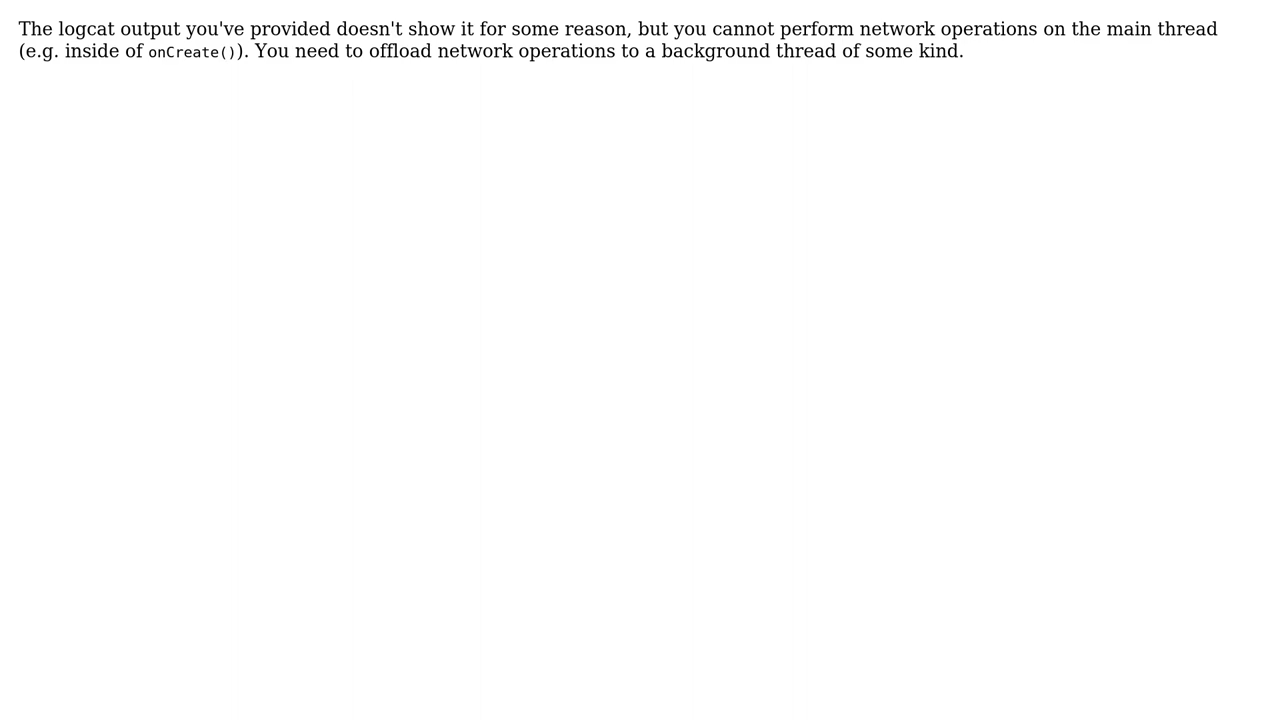 The logcat output you've provided doesn't show it for some reason, but you cannot perform network operations on the main thread
(e.g. inside of onCreate()). You need to offload network operations to a background thread of some kind.